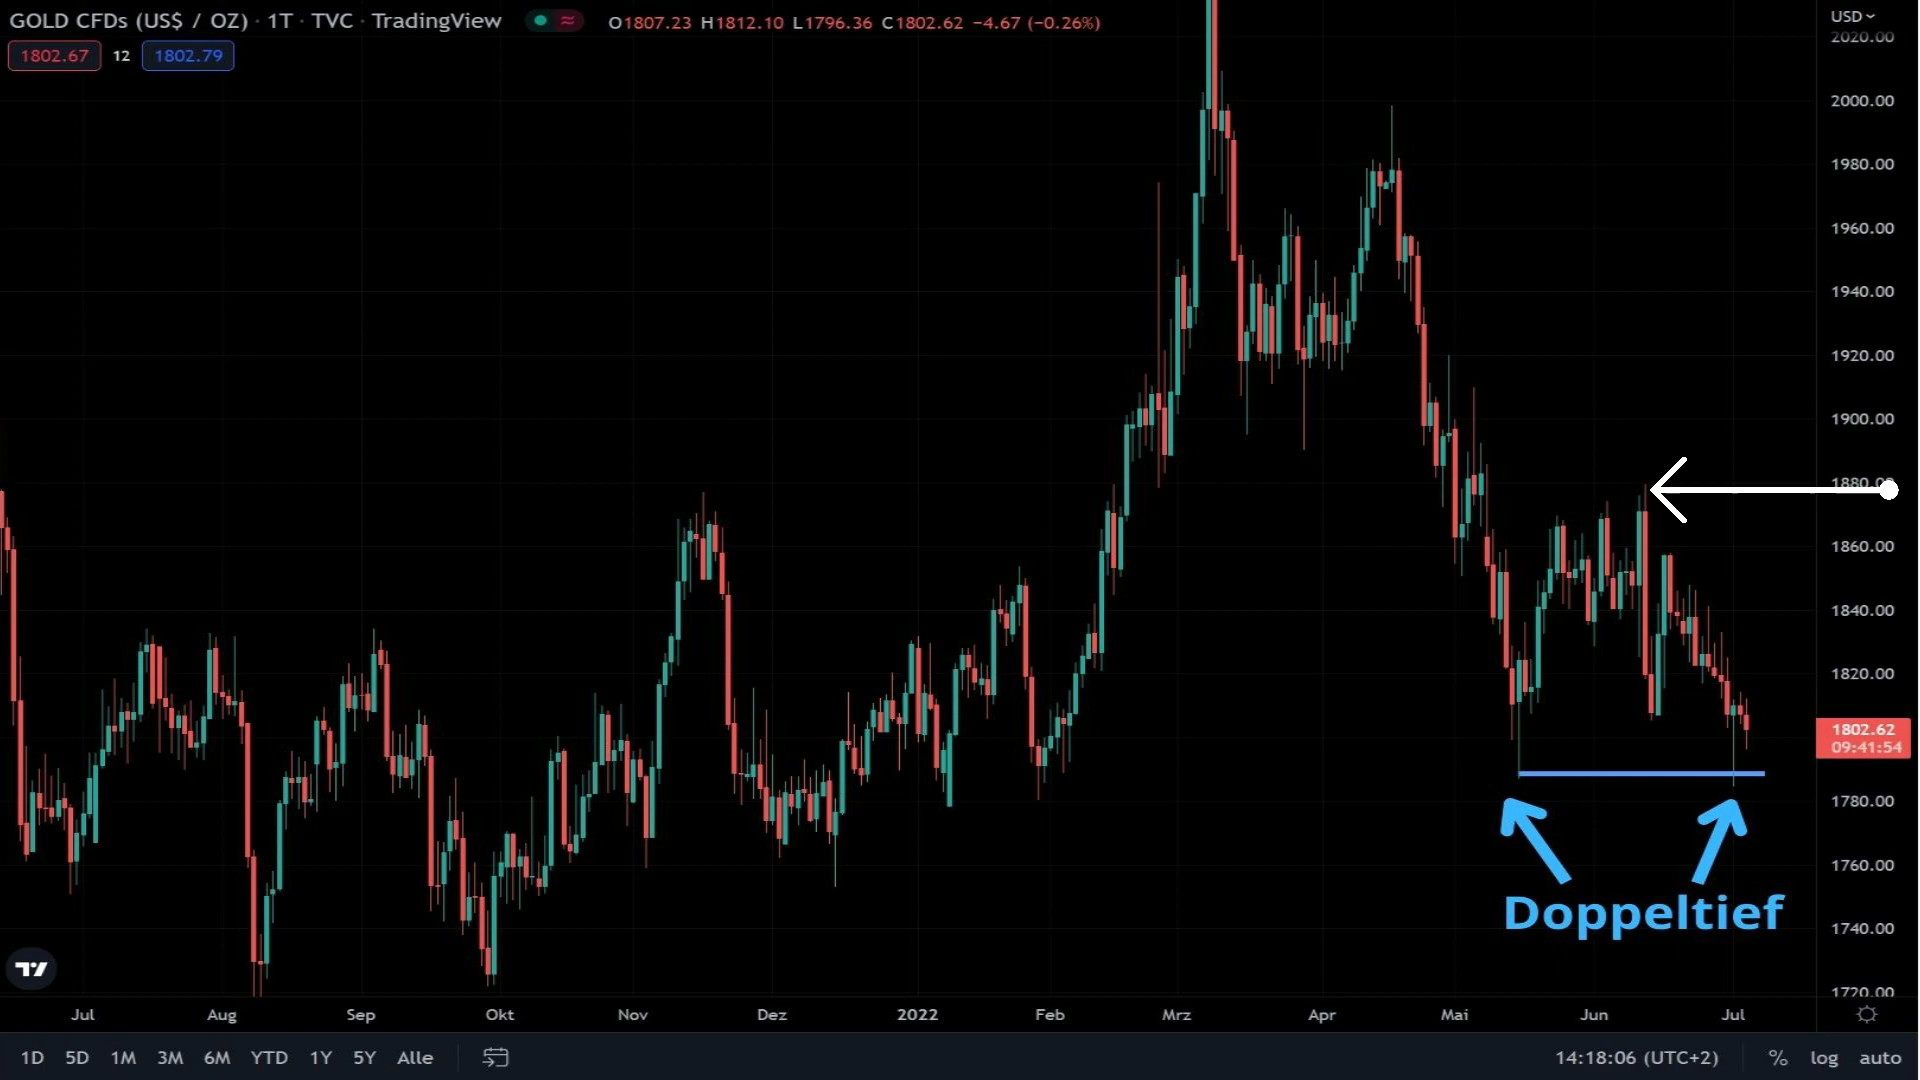 GOLD CFDs (US$ / OZ) · 1T · TVC · TradingView O1807.23 H1812.10 L1796.36 C1802.62 −4.67 (−0.26%)
1802.67 12 1802.79
USD
2020.00
2000.00
1980.00
1960.00
1940.00
1920.00
1900.00
1880.00
1860.00
1840.00
1820.00
1802.62
09:41:54
1780.00
1760.00
1740.00
1720.00
Doppeltief
Jul Aug Sep Okt Nov Dez 2022 Feb Mrz Apr Mai Jun Jul
1D 5D 1M 3M 6M YTD 1Y 5Y Alle 14:18:06 (UTC+2) % log auto